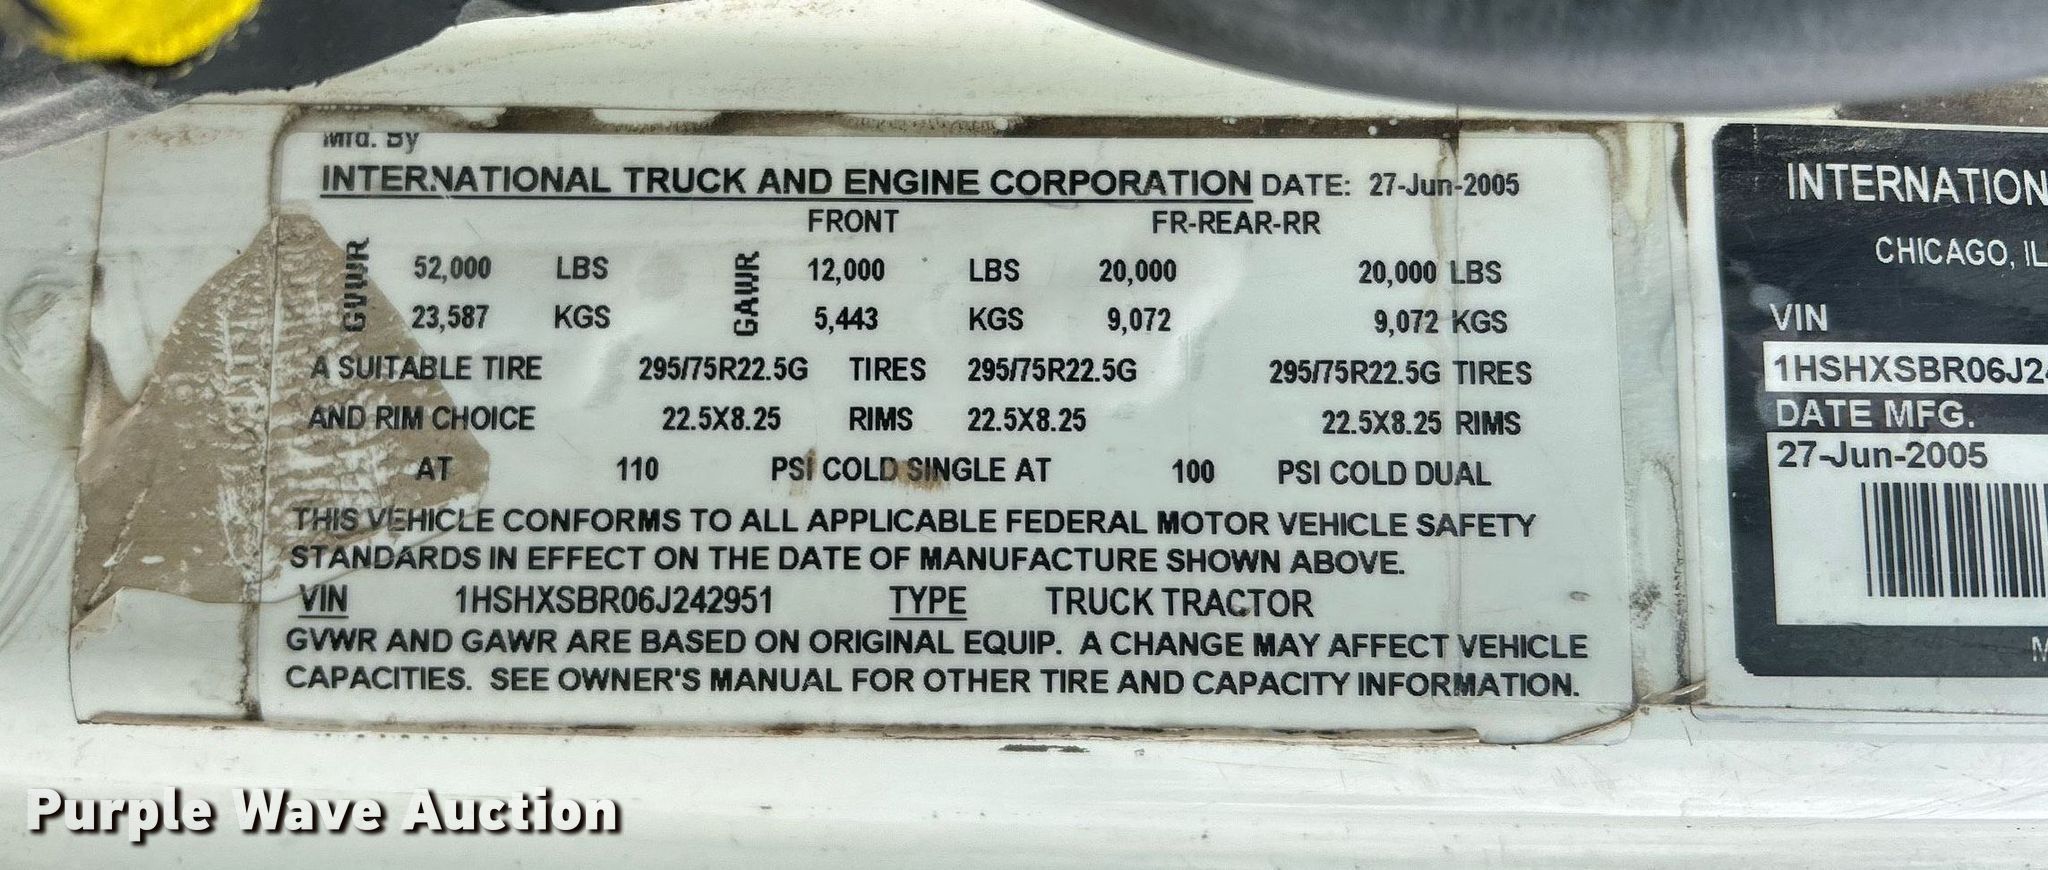 Mfd. By
INTERNATIONAL TRUCK AND ENGINE CORPORATION DATE: 27-Jun-2005
FRONT FR-REAR-RR
GVWR 52,000 LBS GAWR 12,000 LBS 20,000 20,000 LBS
23,587 KGS 5,443 KGS 9,072 9,072 KGS
A SUITABLE TIRE 295/75R22.5G TIRES 295/75R22.5G 295/75R22.5G TIRES
AND RIM CHOICE 22.5X8.25 RIMS 22.5X8.25 22.5X8.25 RIMS
AT 110 PSI COLD SINGLE AT 100 PSI COLD DUAL
THIS VEHICLE CONFORMS TO ALL APPLICABLE FEDERAL MOTOR VEHICLE SAFETY
STANDARDS IN EFFECT ON THE DATE OF MANUFACTURE SHOWN ABOVE.
VIN 1HSHXSBR06J242951 TYPE TRUCK TRACTOR
GVWR AND GAWR ARE BASED ON ORIGINAL EQUIP. A CHANGE MAY AFFECT VEHICLE
CAPACITIES. SEE OWNER'S MANUAL FOR OTHER TIRE AND CAPACITY INFORMATION.
INTERNATION
CHICAGO, IL
VIN
1HSHXSBR06J24
DATE MFG.
27-Jun-2005
M
Purple Wave Auction